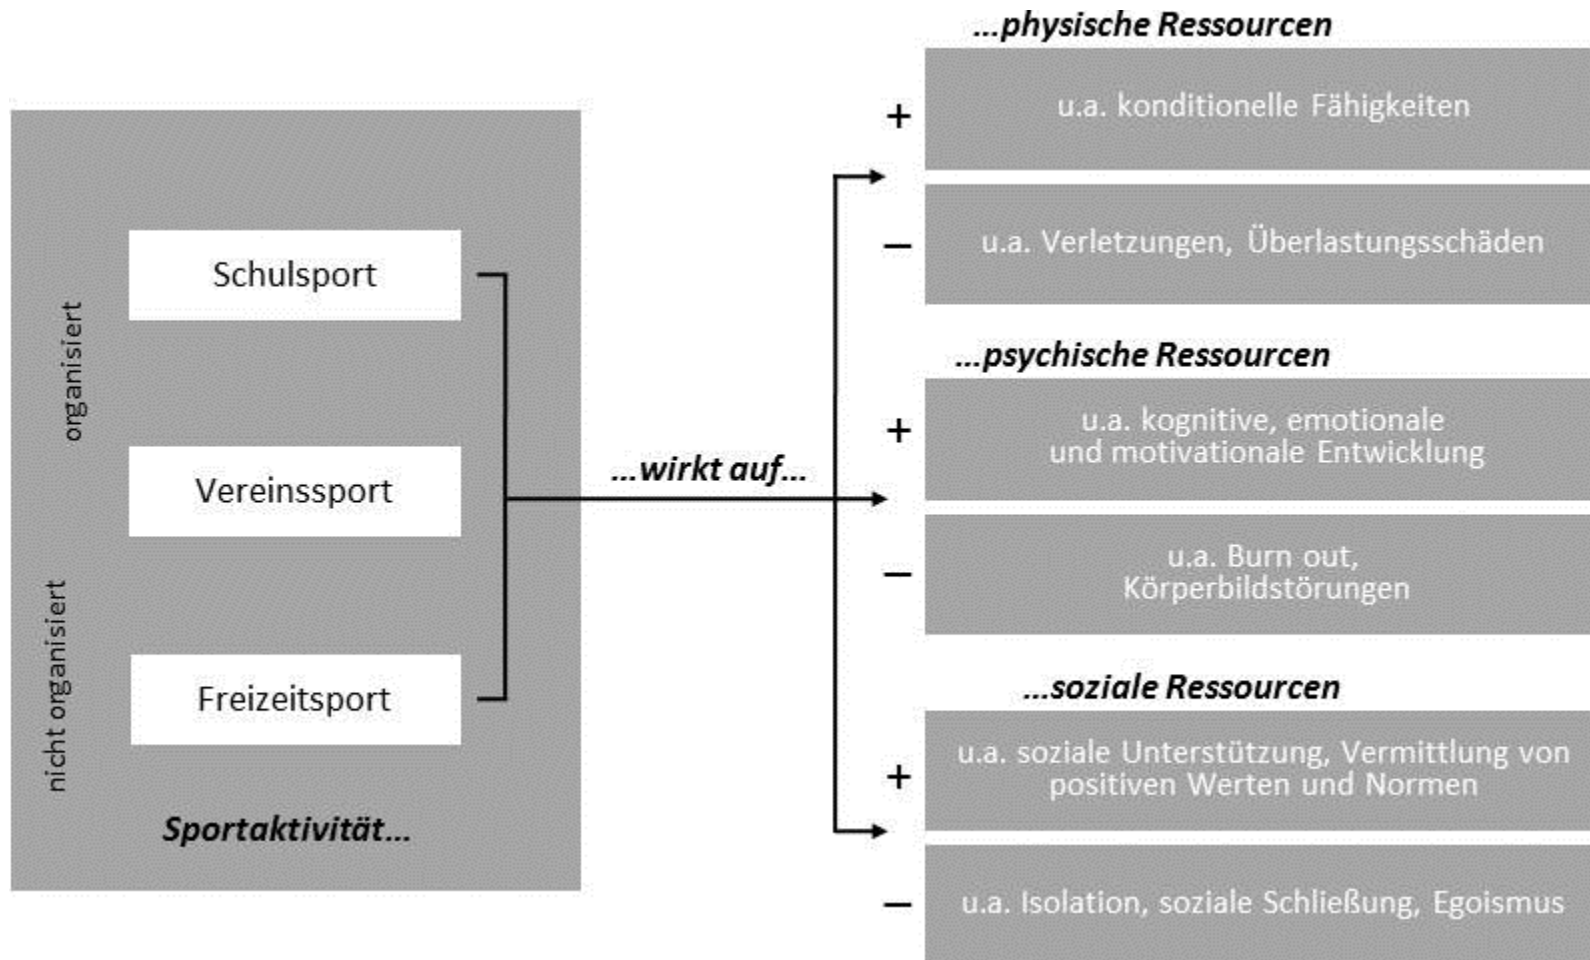 organisiert
nicht organisiert
Schulsport
Vereinssport
Freizeitsport
Sportaktivität...
...wirkt auf...
...physische Ressourcen
+
u.a. konditionelle Fähigkeiten
–
u.a. Verletzungen, Überlastungsschäden
...psychische Ressourcen
+
u.a. kognitive, emotionale
und motivationale Entwicklung
–
u.a. Burn out,
Körperbildstörungen
...soziale Ressourcen
+
u.a. soziale Unterstützung, Vermittlung von
positiven Werten und Normen
–
u.a. Isolation, soziale Schließung, Egoismus